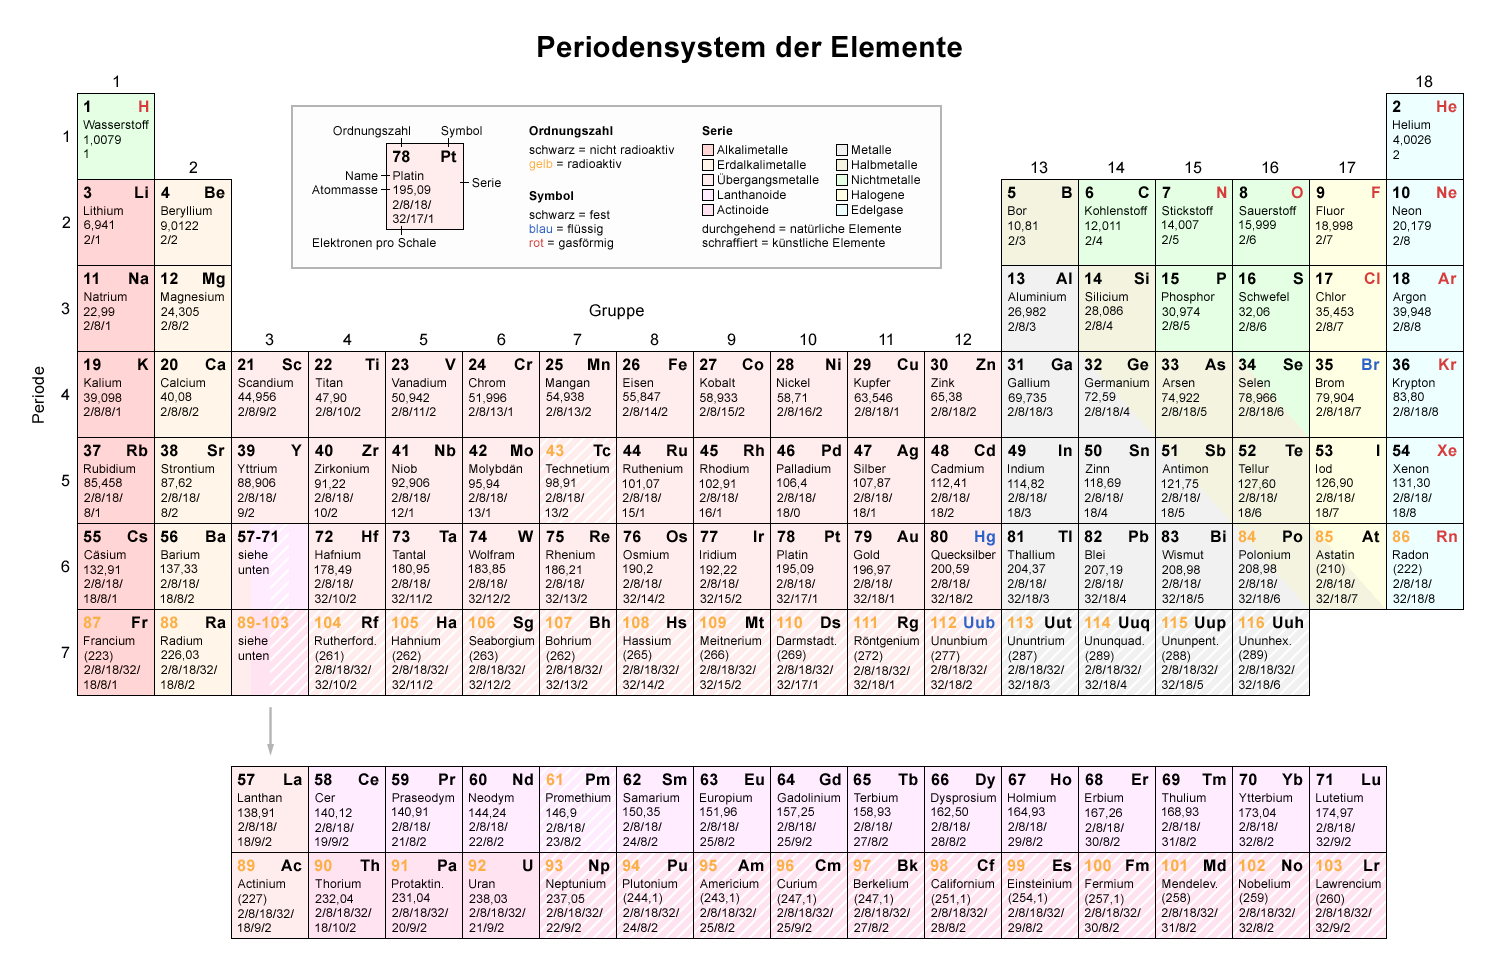 Periodensystem der Elemente
1
18
1 H
Wasserstoff
1,0079
1
1
2 He
Helium
4,0026
2
Ordnungszahl Symbol
78 Pt
Name
Platin
Atommasse
195,09
Serie
2/8/18/
32/17/1
Elektronen pro Schale
Ordnungszahl
schwarz = nicht radioaktiv
gelb = radioaktiv
Symbol
schwarz = fest
blau = flüssig
rot = gasförmig
Serie
Alkalimetalle
Erdalkalimetalle
Übergangsmetalle
Lanthanoide
Actinoide
Metalle
Halbmetalle
Nichtmetalle
Halogene
Edelgase
durchgehend = natürliche Elemente
schraffiert = künstliche Elemente
2
13
14
15
16
17
2
3 Li
Lithium
6,941
2/1
4 Be
Beryllium
9,0122
2/2
5 B
Bor
10,81
2/3
6 C
Kohlenstoff
12,011
2/4
7 N
Stickstoff
14,007
2/5
8 O
Sauerstoff
15,999
2/6
9 F
Fluor
18,998
2/7
10 Ne
Neon
20,179
2/8
3
11 Na
Natrium
22,99
2/8/1
12 Mg
Magnesium
24,305
2/8/2
13 Al
Aluminium
26,982
2/8/3
14 Si
Silicium
28,086
2/8/4
15 P
Phosphor
30,974
2/8/5
16 S
Schwefel
32,06
2/8/6
17 Cl
Chlor
35,453
2/8/7
18 Ar
Argon
39,948
2/8/8
Gruppe
3
4
5
6
7
8
9
10
11
12
Periode
4
19 K
Kalium
39,098
2/8/8/1
20 Ca
Calcium
40,08
2/8/8/2
21 Sc
Scandium
44,956
2/8/9/2
22 Ti
Titan
47,90
2/8/10/2
23 V
Vanadium
50,942
2/8/11/2
24 Cr
Chrom
51,996
2/8/13/1
25 Mn
Mangan
54,938
2/8/13/2
26 Fe
Eisen
55,847
2/8/14/2
27 Co
Kobalt
58,933
2/8/15/2
28 Ni
Nickel
58,71
2/8/16/2
29 Cu
Kupfer
63,546
2/8/18/1
30 Zn
Zink
65,38
2/8/18/2
31 Ga
Gallium
69,735
2/8/18/3
32 Ge
Germanium
72,59
2/8/18/4
33 As
Arsen
74,922
2/8/18/5
34 Se
Selen
78,966
2/8/18/6
35 Br
Brom
79,904
2/8/18/7
36 Kr
Krypton
83,80
2/8/18/8
5
37 Rb
Rubidium
85,458
2/8/18/
8/1
38 Sr
Strontium
87,62
2/8/18/
8/2
39 Y
Yttrium
88,906
2/8/18/
9/2
40 Zr
Zirkonium
91,22
2/8/18/
10/2
41 Nb
Niob
92,906
2/8/18/
12/1
42 Mo
Molybdän
95,94
2/8/18/
13/1
43 Tc
Technetium
98,91
2/8/18/
13/2
44 Ru
Ruthenium
101,07
2/8/18/
15/1
45 Rh
Rhodium
102,91
2/8/18/
16/1
46 Pd
Palladium
106,4
2/8/18/
18/0
47 Ag
Silber
107,87
2/8/18/
18/1
48 Cd
Cadmium
112,41
2/8/18/
18/2
49 In
Indium
114,82
2/8/18/
18/3
50 Sn
Zinn
118,69
2/8/18/
18/4
51 Sb
Antimon
121,75
2/8/18/
18/5
52 Te
Tellur
127,60
2/8/18/
18/6
53 I
Iod
126,90
2/8/18/
18/7
54 Xe
Xenon
131,30
2/8/18/
18/8
6
55 Cs
Cäsium
132,91
2/8/18/
18/8/1
56 Ba
Barium
137,33
2/8/18/
18/8/2
57-71
siehe
unten
72 Hf
Hafnium
178,49
2/8/18/
32/10/2
73 Ta
Tantal
180,95
2/8/18/
32/11/2
74 W
Wolfram
183,85
2/8/18/
32/12/2
75 Re
Rhenium
186,21
2/8/18/
32/13/2
76 Os
Osmium
190,2
2/8/18/
32/14/2
77 Ir
Iridium
192,22
2/8/18/
32/15/2
78 Pt
Platin
195,09
2/8/18/
32/17/1
79 Au
Gold
196,97
2/8/18/
32/18/1
80 Hg
Quecksilber
200,59
2/8/18/
32/18/2
81 Tl
Thallium
204,37
2/8/18/
32/18/3
82 Pb
Blei
207,19
2/8/18/
32/18/4
83 Bi
Wismut
208,98
2/8/18/
32/18/5
84 Po
Polonium
208,98
2/8/18/
32/18/6
85 At
Astatin
(210)
2/8/18/
32/18/7
86 Rn
Radon
(222)
2/8/18/
32/18/8
7
87 Fr
Francium
(223)
2/8/18/32/
18/8/1
88 Ra
Radium
226,03
2/8/18/32/
18/8/2
89-103
siehe
unten
104 Rf
Rutherford.
(261)
2/8/18/32/
32/10/2
105 Ha
Hahnium
(262)
2/8/18/32/
32/11/2
106 Sg
Seaborgium
(263)
2/8/18/32/
32/12/2
107 Bh
Bohrium
(262)
2/8/18/32/
32/13/2
108 Hs
Hassium
(265)
2/8/18/32/
32/14/2
109 Mt
Meitnerium
(266)
2/8/18/32/
32/15/2
110 Ds
Darmstadt.
(269)
2/8/18/32/
32/17/1
111 Rg
Röntgenium
(272)
2/8/18/32/
32/18/1
112 Uub
Ununbium
(277)
2/8/18/32/
32/18/2
113 Uut
Ununtrium
(287)
2/8/18/32/
32/18/3
114 Uuq
Ununquad.
(289)
2/8/18/32/
32/18/4
115 Uup
Ununpent.
(288)
2/8/18/32/
32/18/5
116 Uuh
Ununhex.
(289)
2/8/18/32/
32/18/6
57 La
Lanthan
138,91
2/8/18/
18/9/2
58 Ce
Cer
140,12
2/8/18/
19/9/2
59 Pr
Praseodym
140,91
2/8/18/
21/8/2
60 Nd
Neodym
144,24
2/8/18/
22/8/2
61 Pm
Promethium
146,9
2/8/18/
23/8/2
62 Sm
Samarium
150,35
2/8/18/
24/8/2
63 Eu
Europium
151,96
2/8/18/
25/8/2
64 Gd
Gadolinium
157,25
2/8/18/
25/9/2
65 Tb
Terbium
158,93
2/8/18/
27/8/2
66 Dy
Dysprosium
162,50
2/8/18/
28/8/2
67 Ho
Holmium
164,93
2/8/18/
29/8/2
68 Er
Erbium
167,26
2/8/18/
30/8/2
69 Tm
Thulium
168,93
2/8/18/
31/8/2
70 Yb
Ytterbium
173,04
2/8/18/
32/8/2
71 Lu
Lutetium
174,97
2/8/18/
32/9/2
89 Ac
Actinium
(227)
2/8/18/32/
18/9/2
90 Th
Thorium
232,04
2/8/18/32/
18/10/2
91 Pa
Protaktin.
231,04
2/8/18/32/
20/9/2
92 U
Uran
238,03
2/8/18/32/
21/9/2
93 Np
Neptunium
237,05
2/8/18/32/
22/9/2
94 Pu
Plutonium
(244,1)
2/8/18/32/
24/8/2
95 Am
Americium
(243,1)
2/8/18/32/
25/8/2
96 Cm
Curium
(247,1)
2/8/18/32/
25/9/2
97 Bk
Berkelium
(247,1)
2/8/18/32/
27/8/2
98 Cf
Californium
(251,1)
2/8/18/32/
28/8/2
99 Es
Einsteinium
(254,1)
2/8/18/32/
29/8/2
100 Fm
Fermium
(257,1)
2/8/18/32/
30/8/2
101 Md
Mendelev.
(258)
2/8/18/32/
31/8/2
102 No
Nobelium
(259)
2/8/18/32/
32/8/2
103 Lr
Lawrencium
(260)
2/8/18/32/
32/9/2